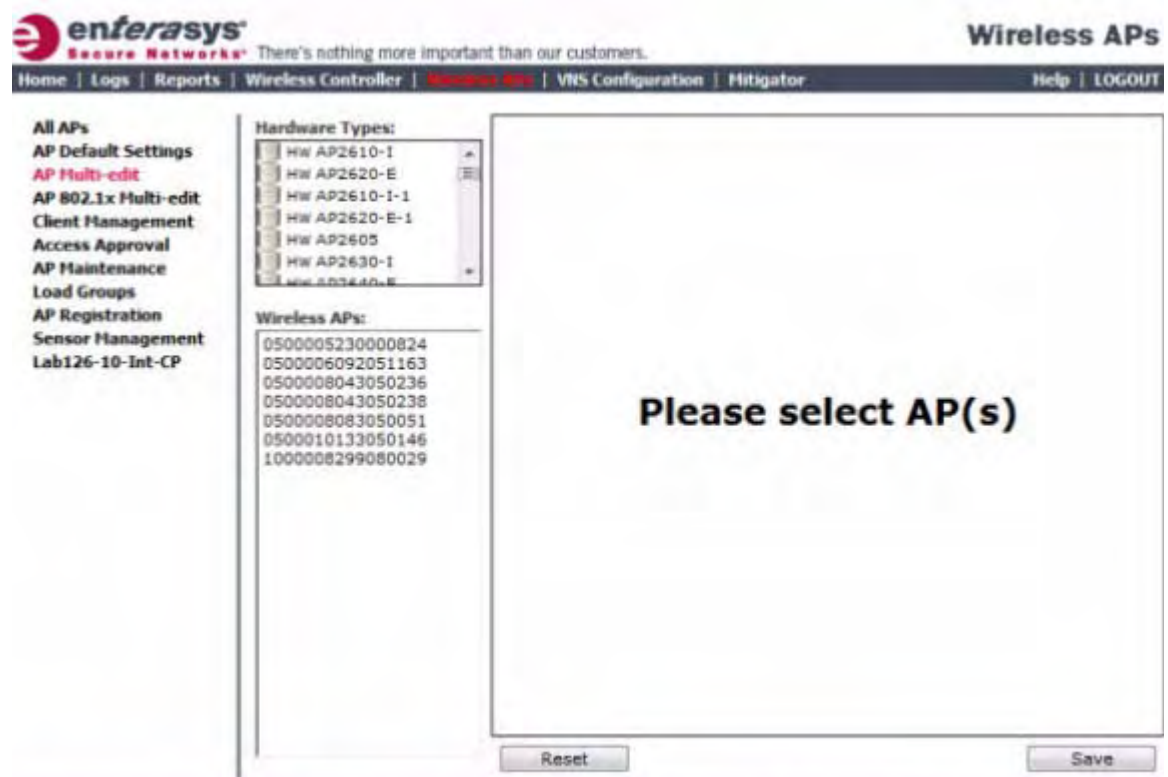 enterasys
Secure Networks
There's nothing more important than our customers.
Wireless APs
Home | Logs | Reports | Wireless Controller | Wireless APs | VNS Configuration | Mitigator
Help | LOGOUT
All APs
AP Default Settings
AP Multi-edit
AP 802.1x Multi-edit
Client Management
Access Approval
AP Maintenance
Load Groups
AP Registration
Sensor Management
Lab126-10-Int-CP
Hardware Types:
HW AP2610-I
HW AP2620-E
HW AP2610-I-1
HW AP2620-E-1
HW AP2605
HW AP2630-I
HW AP2640-E
Wireless APs:
0500005230000824
0500006092051163
0500008043050236
0500008043050238
0500008083050051
0500010133050146
1000008299080029
Please select AP(s)
Reset
Save